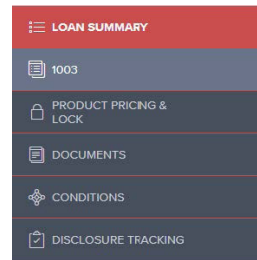 LOAN SUMMARY
1003
PRODUCT PRICING &
LOCK
DOCUMENTS
CONDITIONS
DISCLOSURE TRACKING